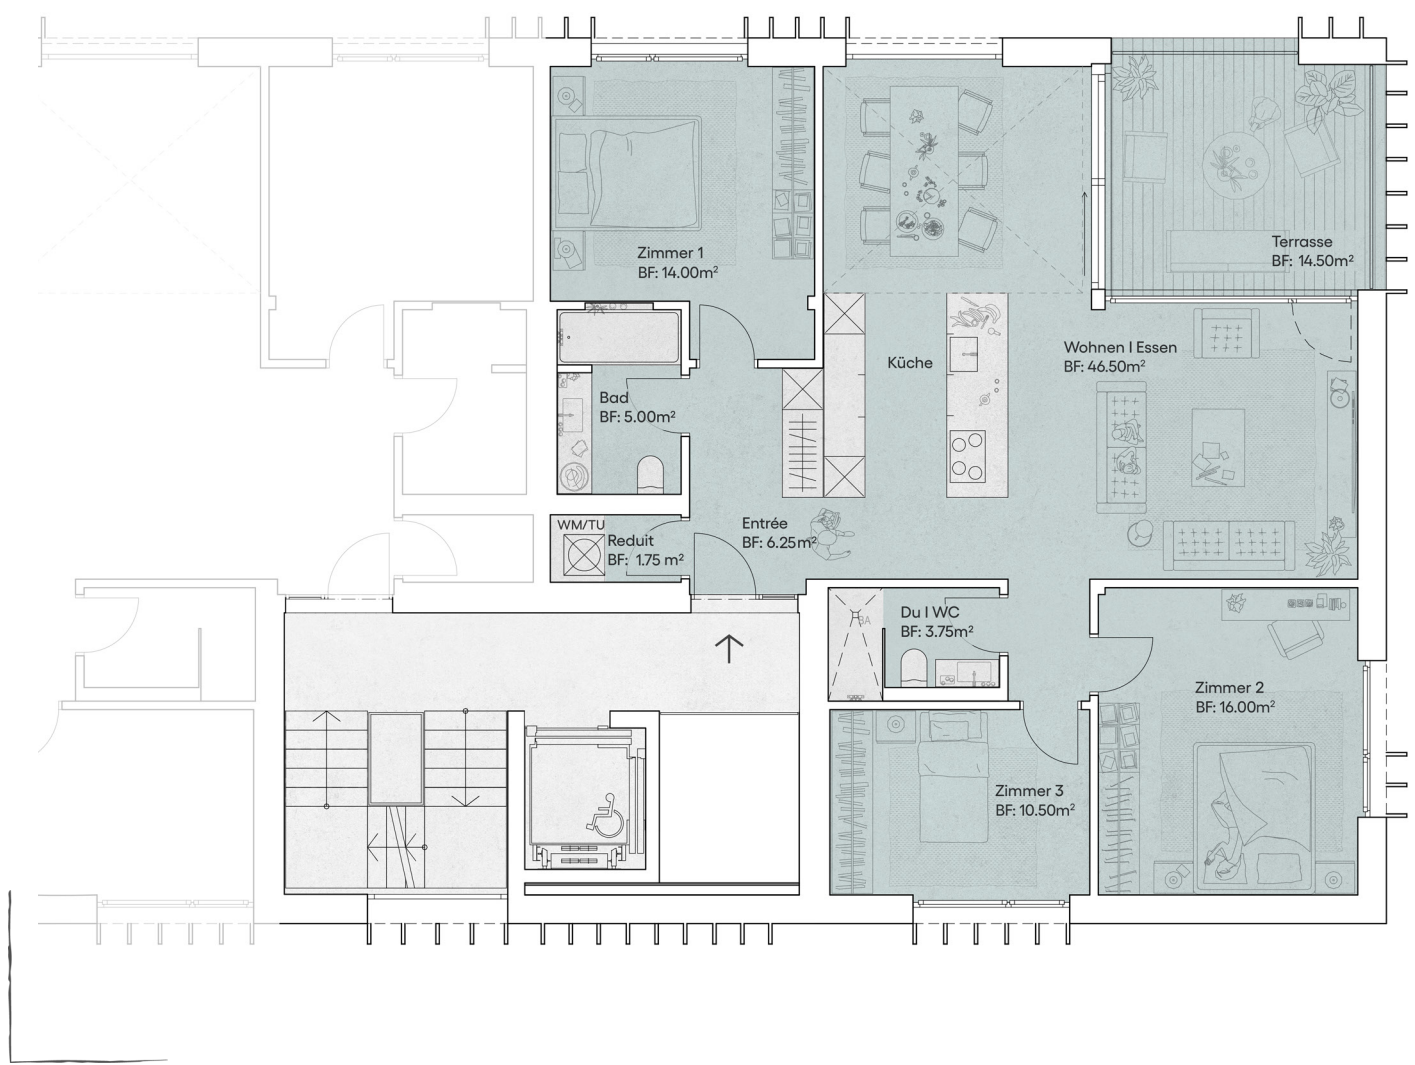 Zimmer 1
BF: 14.00m²
Terrasse
BF: 14.50m²
Küche
Wohnen I Essen
BF: 46.50m²
Bad
BF: 5.00m²
WM/TU
Reduit
BF: 1.75 m²
Entrée
BF: 6.25m²
Du I WC
BF: 3.75m²
BA
Zimmer 2
BF: 16.00m²
Zimmer 3
BF: 10.50m²